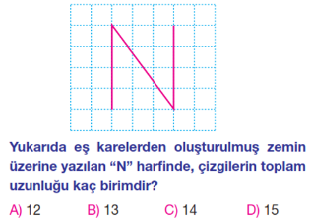 Yukarıda eş karelerden oluşturulmuş zemin
üzerine yazılan “N” harfinde, çizgilerin toplam
uzunluğu kaç birimdir?
A) 12 B) 13 C) 14 D) 15